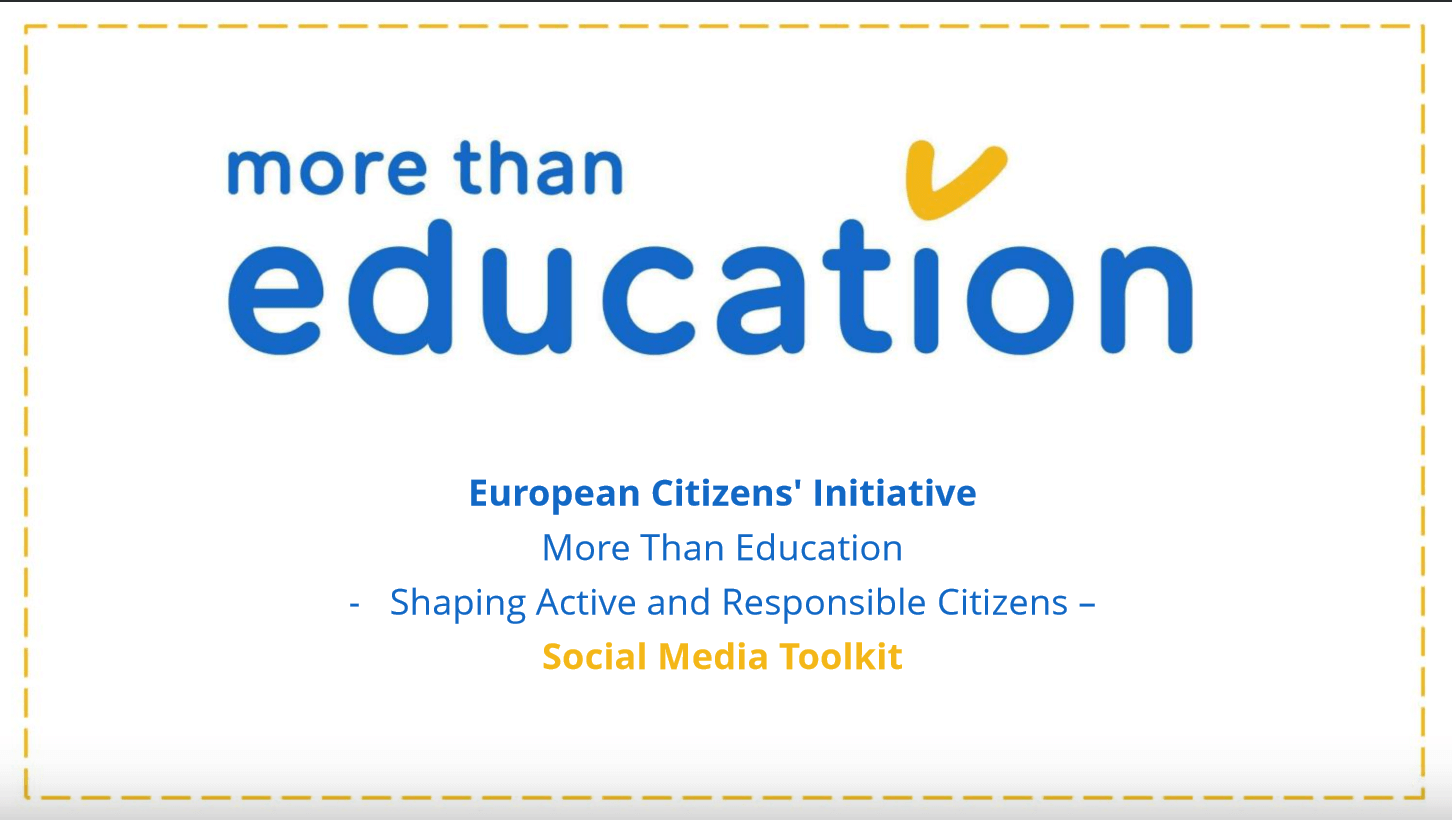 more than
education
European Citizens' Initiative
More Than Education
- Shaping Active and Responsible Citizens –
Social Media Toolkit